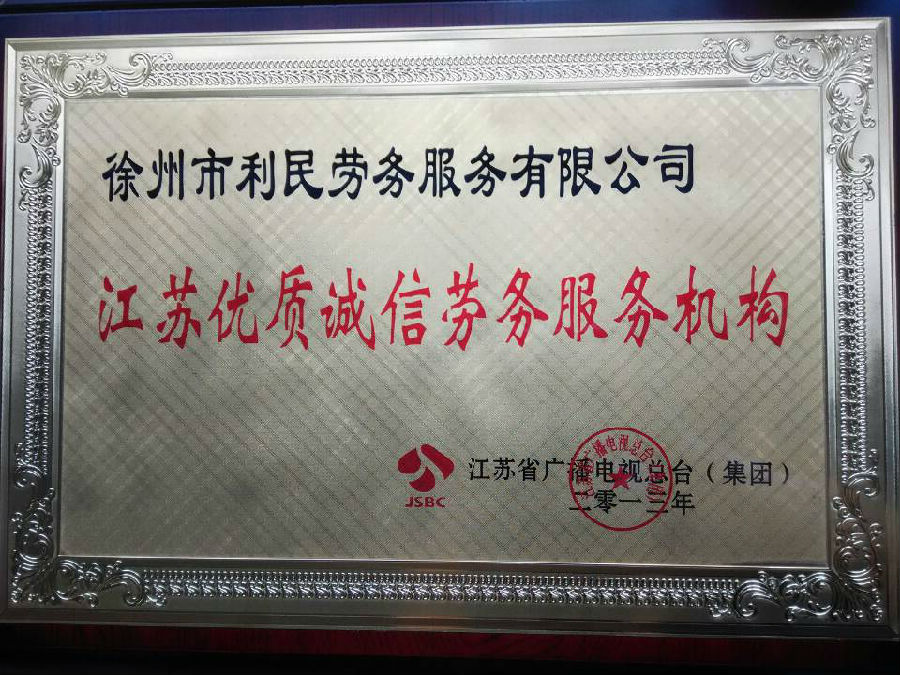 徐州市利民劳务服务有限公司
江苏优质诚信劳务服务机构
JSBC
江苏省广播电视总台（集团）
二零一三年